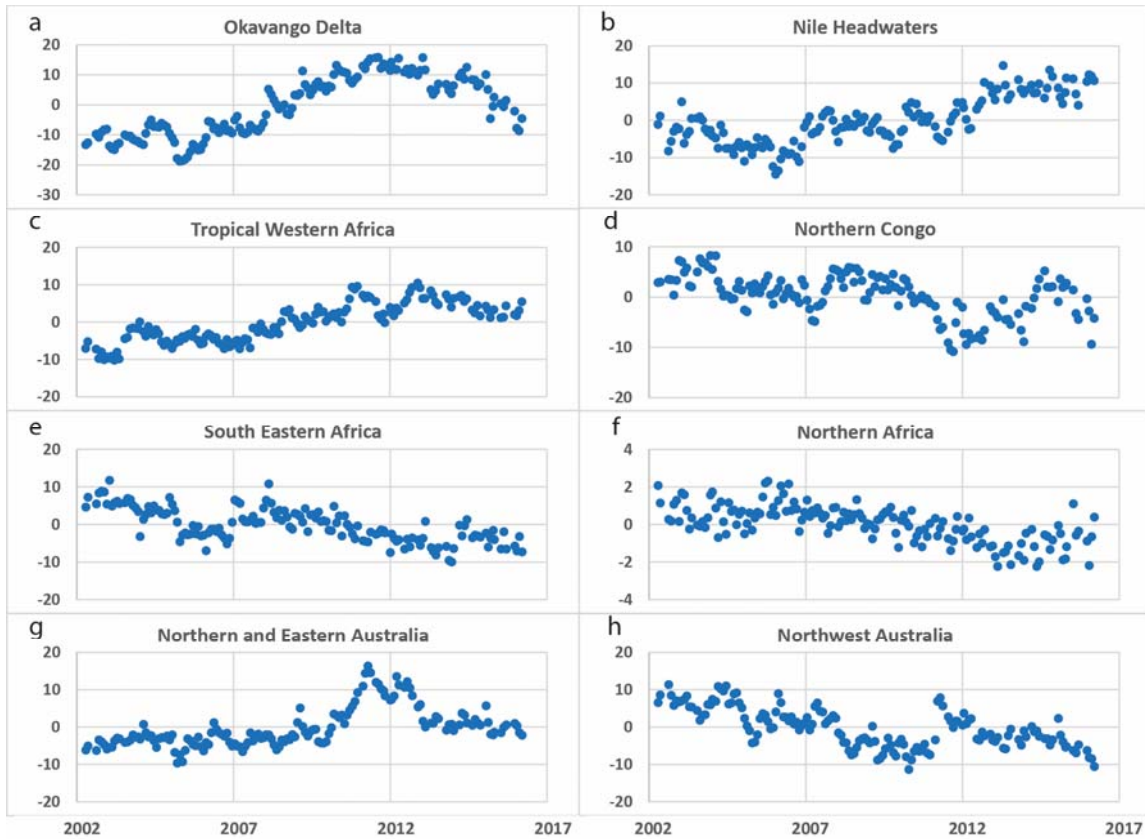 a
Okavango Delta
20
10
0
-10
-20
-30
b
Nile Headwaters
20
10
0
-10
-20
c
Tropical Western Africa
20
10
0
-10
-20
d
Northern Congo
10
0
-10
-20
e
South Eastern Africa
20
10
0
-10
-20
f
Northern Africa
4
2
0
-2
-4
g
Northern and Eastern Australia
20
10
0
-10
-20
2002 2007 2012 2017
h
Northwest Australia
20
10
0
-10
-20
2002 2007 2012 2017